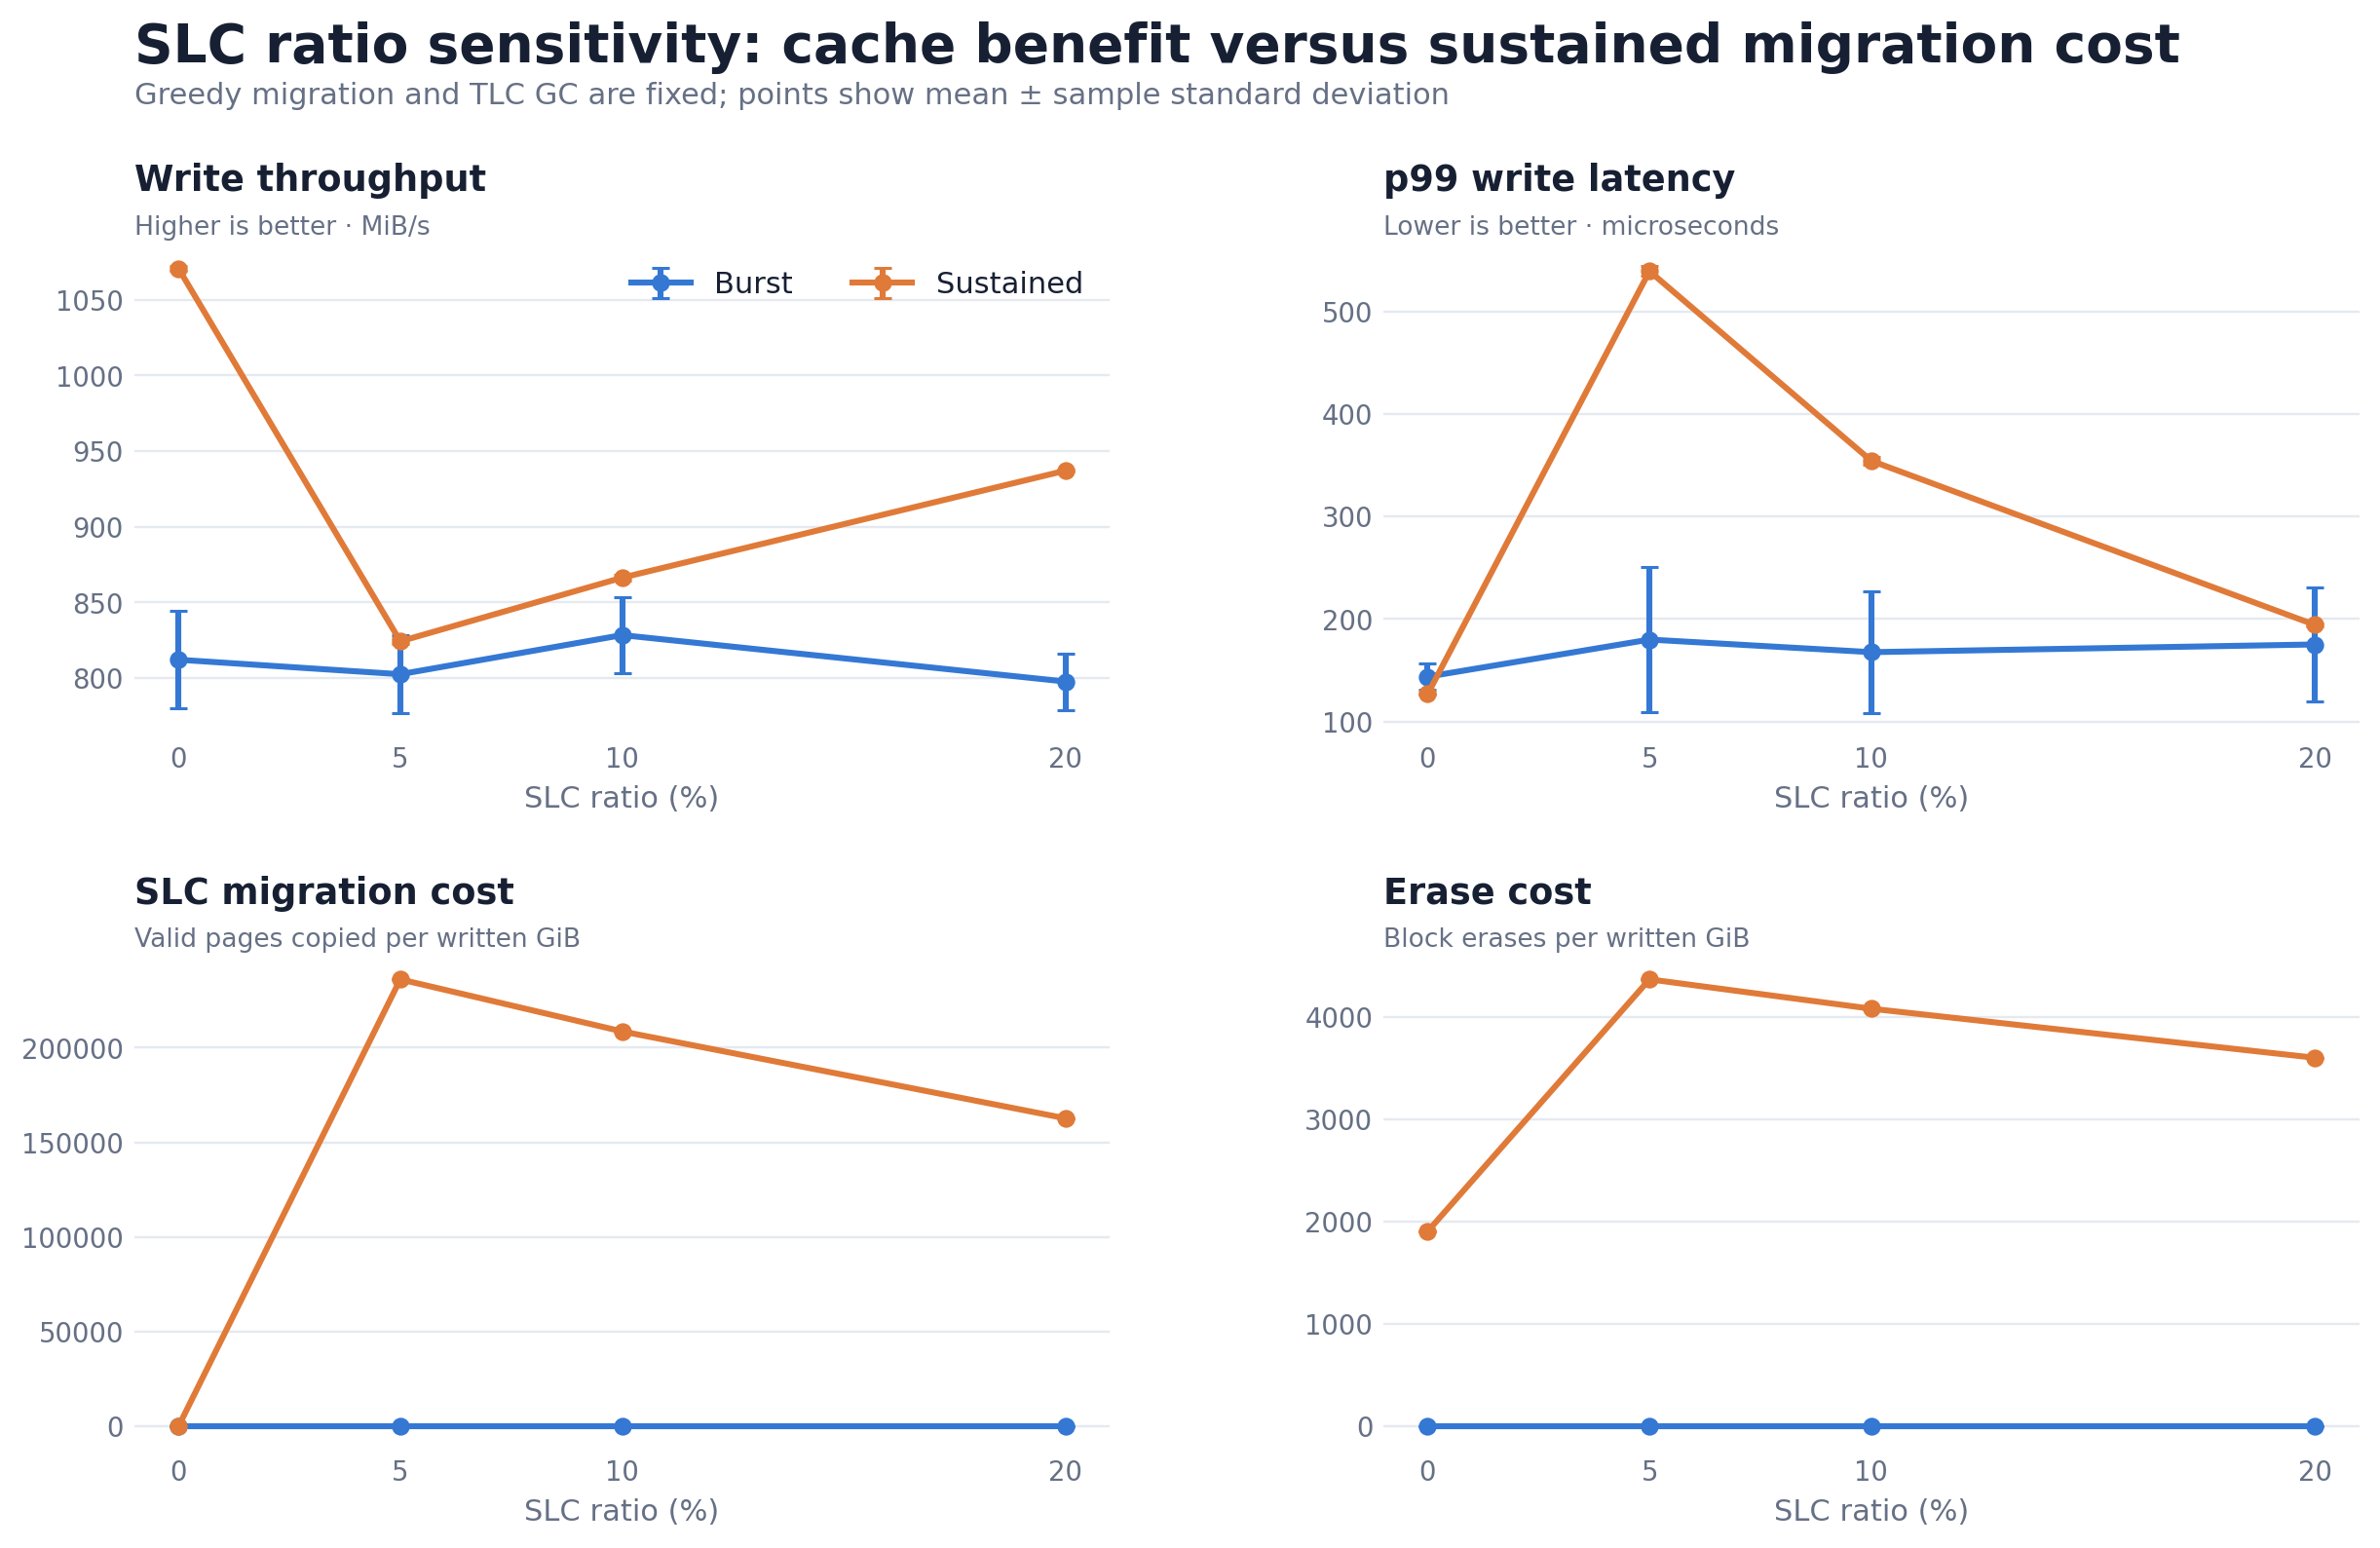 SLC ratio sensitivity: cache benefit versus sustained migration cost
Greedy migration and TLC GC are fixed; points show mean ± sample standard deviation
Write throughput
Higher is better · MiB/s
Burst
Sustained
1050
1000
950
900
850
800
0 5 10 20
SLC ratio (%)
p99 write latency
Lower is better · microseconds
500
400
300
200
100
0 5 10 20
SLC ratio (%)
SLC migration cost
Valid pages copied per written GiB
200000
150000
100000
50000
0
0 5 10 20
SLC ratio (%)
Erase cost
Block erases per written GiB
4000
3000
2000
1000
0
0 5 10 20
SLC ratio (%)